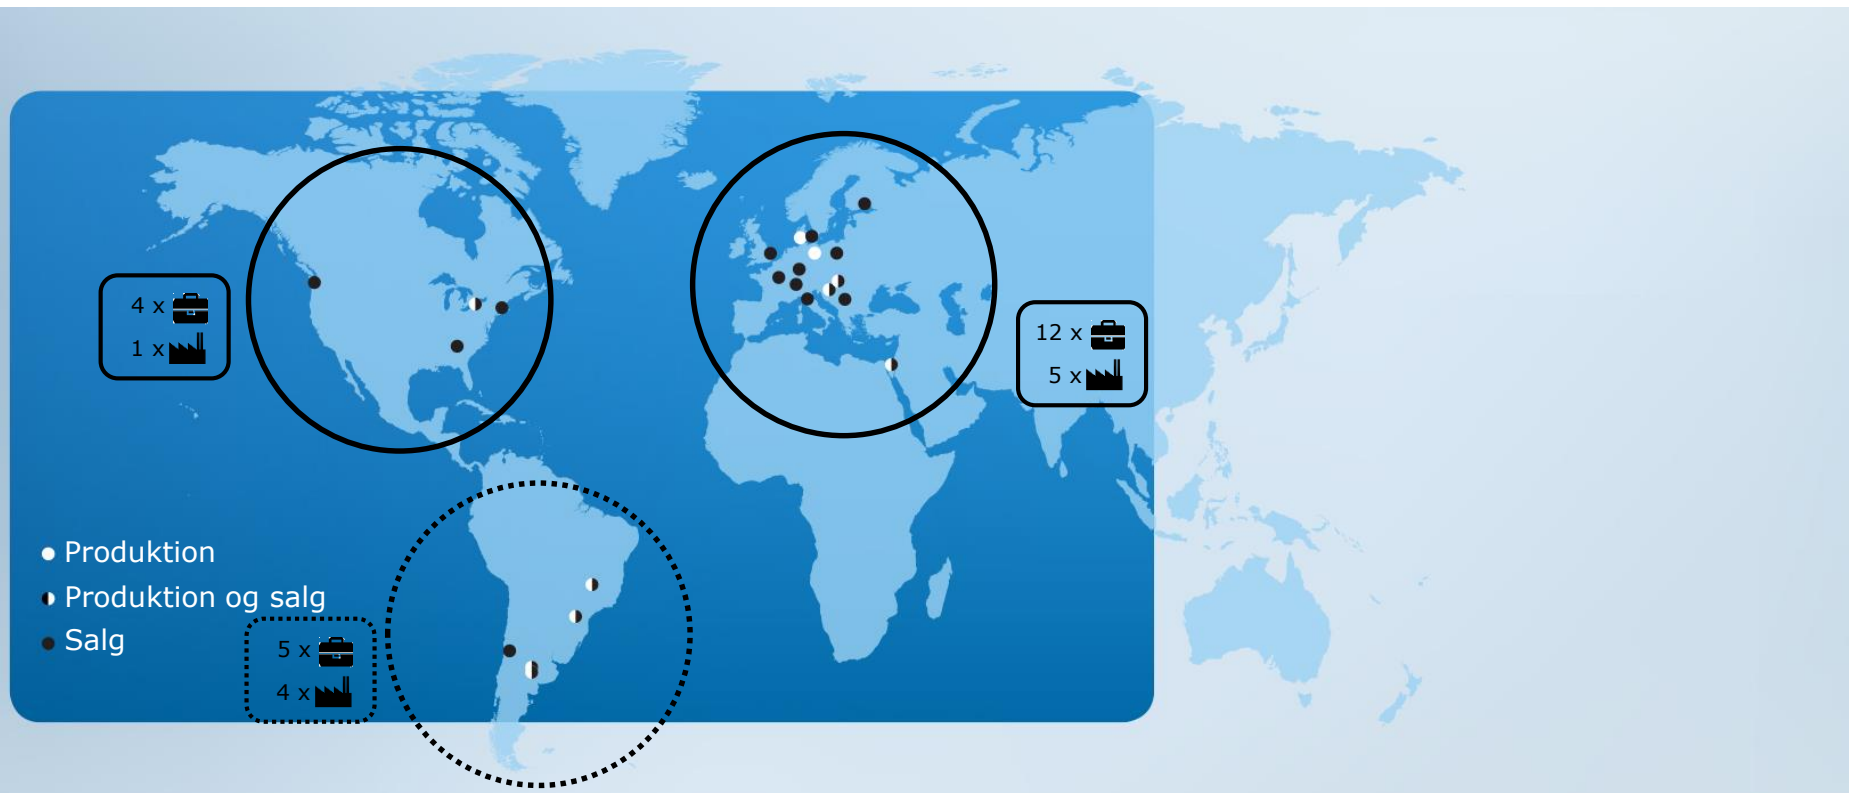 4 x
1 x
12 x
5 x
Produktion
Produktion og salg
Salg
5 x
4 x